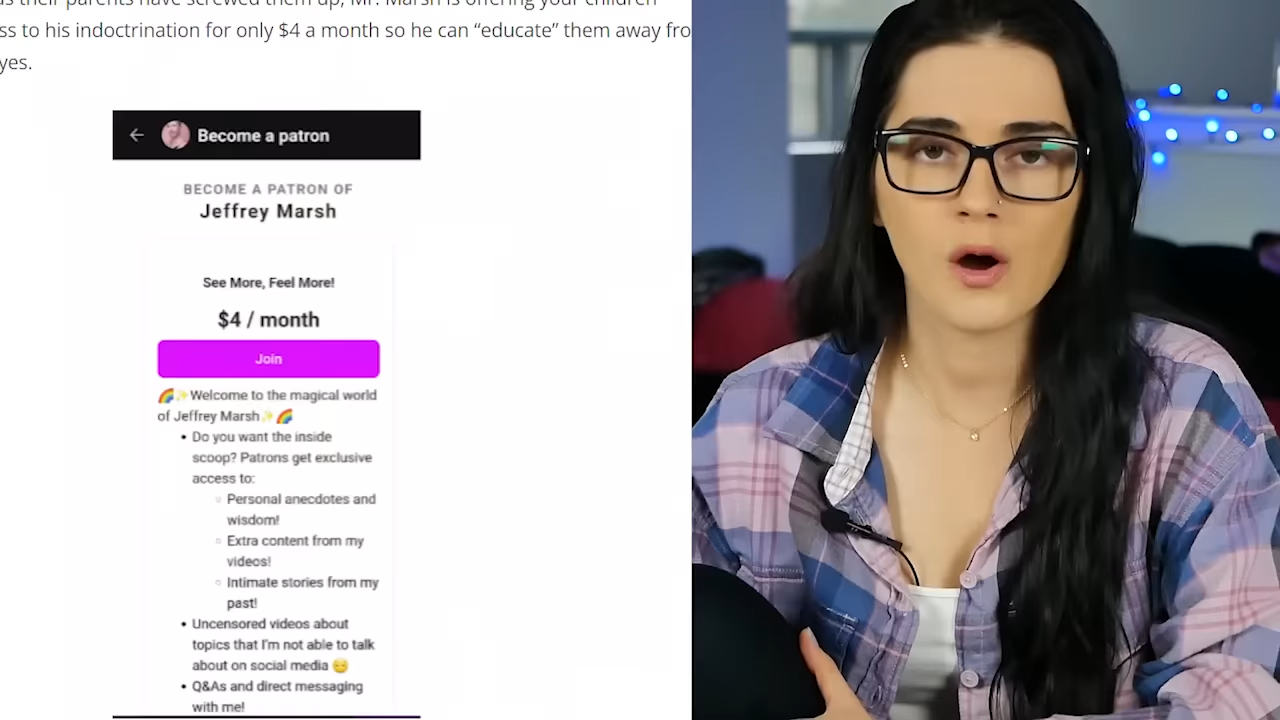 their parents have screwed them up, Mr. Marsh is offering your children
to his indoctrination for only $4 a month so he can “educate” them away
yes.
Become a patron
BECOME A PATRON OF
Jeffrey Marsh
See More, Feel More!
$4 / month
Join
🌈✨Welcome to the magical world
of Jeffrey Marsh✨🌈
• Do you want the inside
scoop? Patrons get exclusive
access to:
◦ Personal anecdotes and
wisdom!
◦ Extra content from my
videos!
◦ Intimate stories from my
past!
• Uncensored videos about
topics that I'm not able to talk
about on social media 😊
• Q&As and direct messaging
with me!